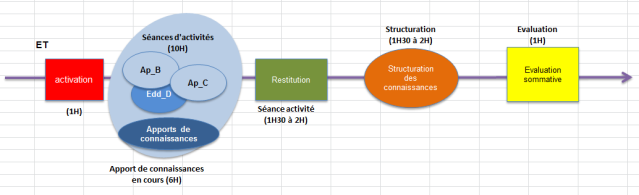 ET
activation
(1H)
Séances d'activités
(10H)
Ap_B
Ap_C
Edd_D
Apports de
connaissances
Apport de connaissances
en cours (6H)
Restitution
Séance activité
(1H30 à 2H)
Structuration
(1H30 à 2H)
Structuration
des
connaissances
Evaluation
(1H)
Evaluation
sommative